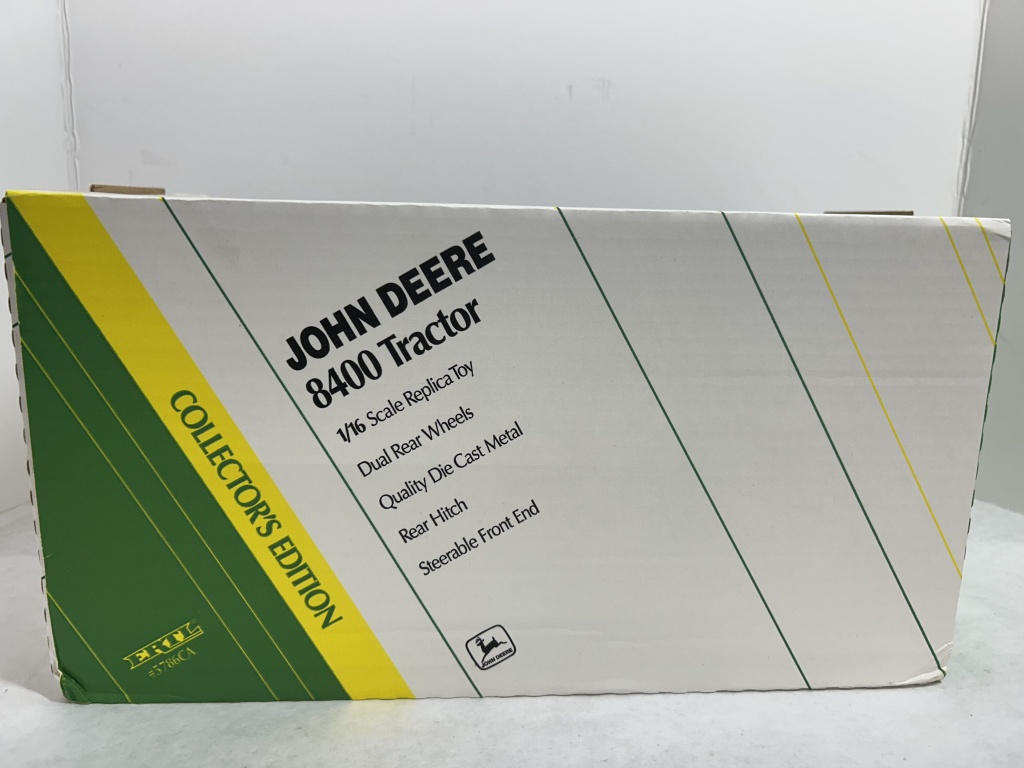 JOHN DEERE
8400 Tractor
1/16 Scale Replica Toy
Dual Rear Wheels
Quality Die Cast Metal
Rear Hitch
Steerable Front End
COLLECTOR'S EDITION
ERTL®
#5786CA
JOHN DEERE